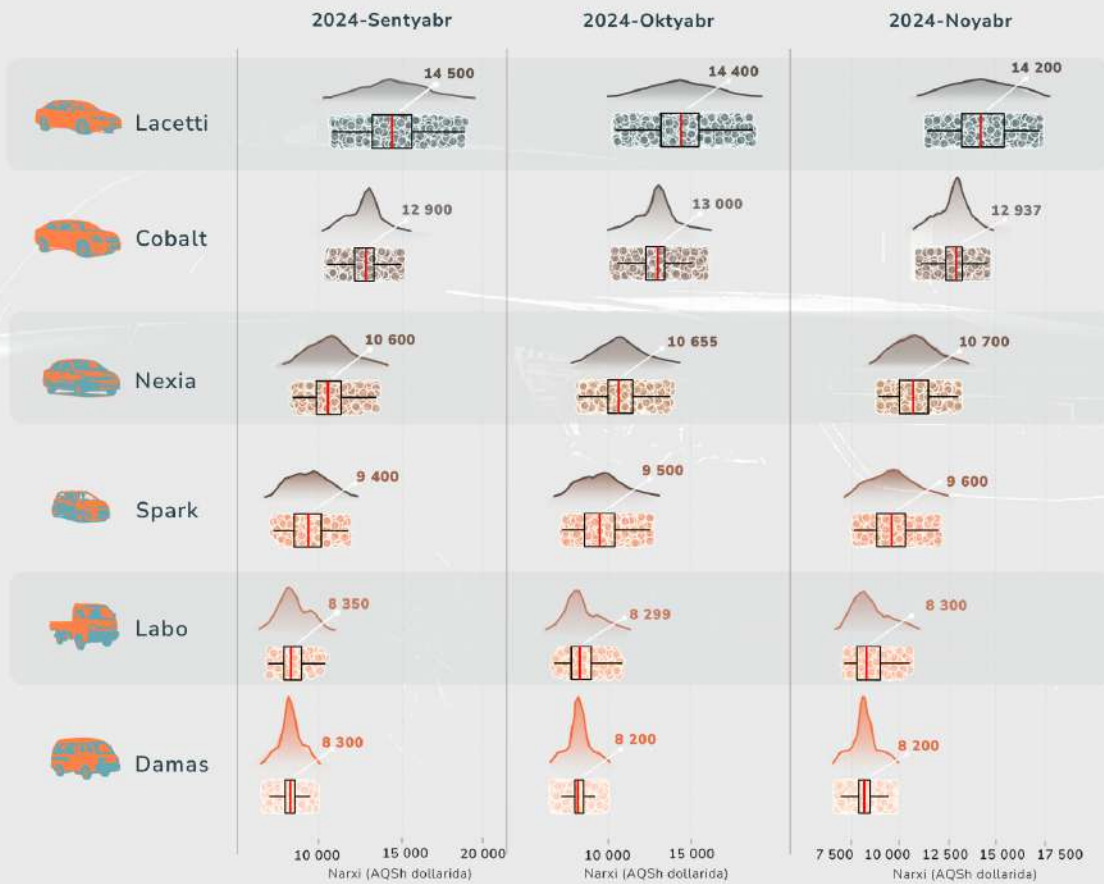 2024-Sentyabr 2024-Oktyabr 2024-Noyabr
Lacetti 14 500 14 400 14 200
Cobalt 12 900 13 000 12 937
Nexia 10 600 10 655 10 700
Spark 9 400 9 500 9 600
Labo 8 350 8 299 8 300
Damas 8 300 8 200 8 200
10 000 15 000 20 000 10 000 15 000 7 500 10 000 12 500 15 000 17 500
Narxi (AQSh dollarida) Narxi (AQSh dollarida) Narxi (AQSh dollarida)